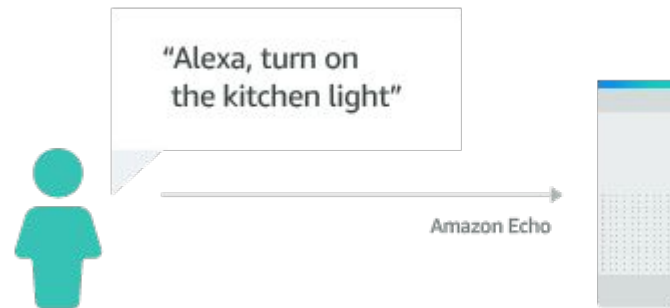 “Alexa, turn on
the kitchen light”
Amazon Echo